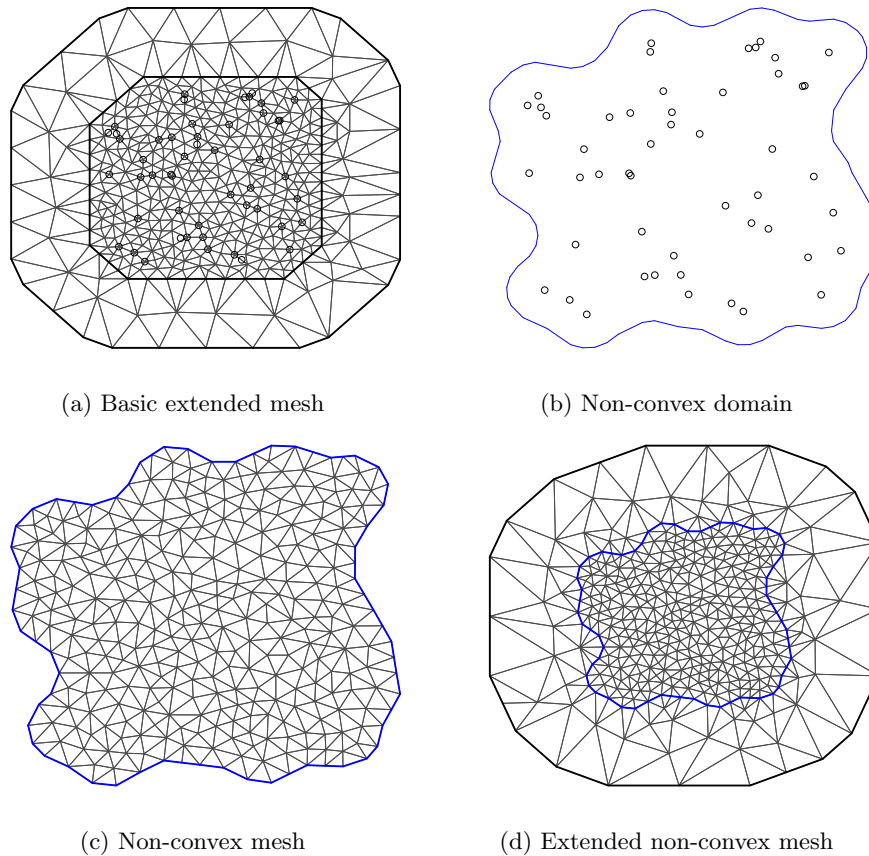 (a) Basic extended mesh
(b) Non-convex domain
(c) Non-convex mesh
(d) Extended non-convex mesh